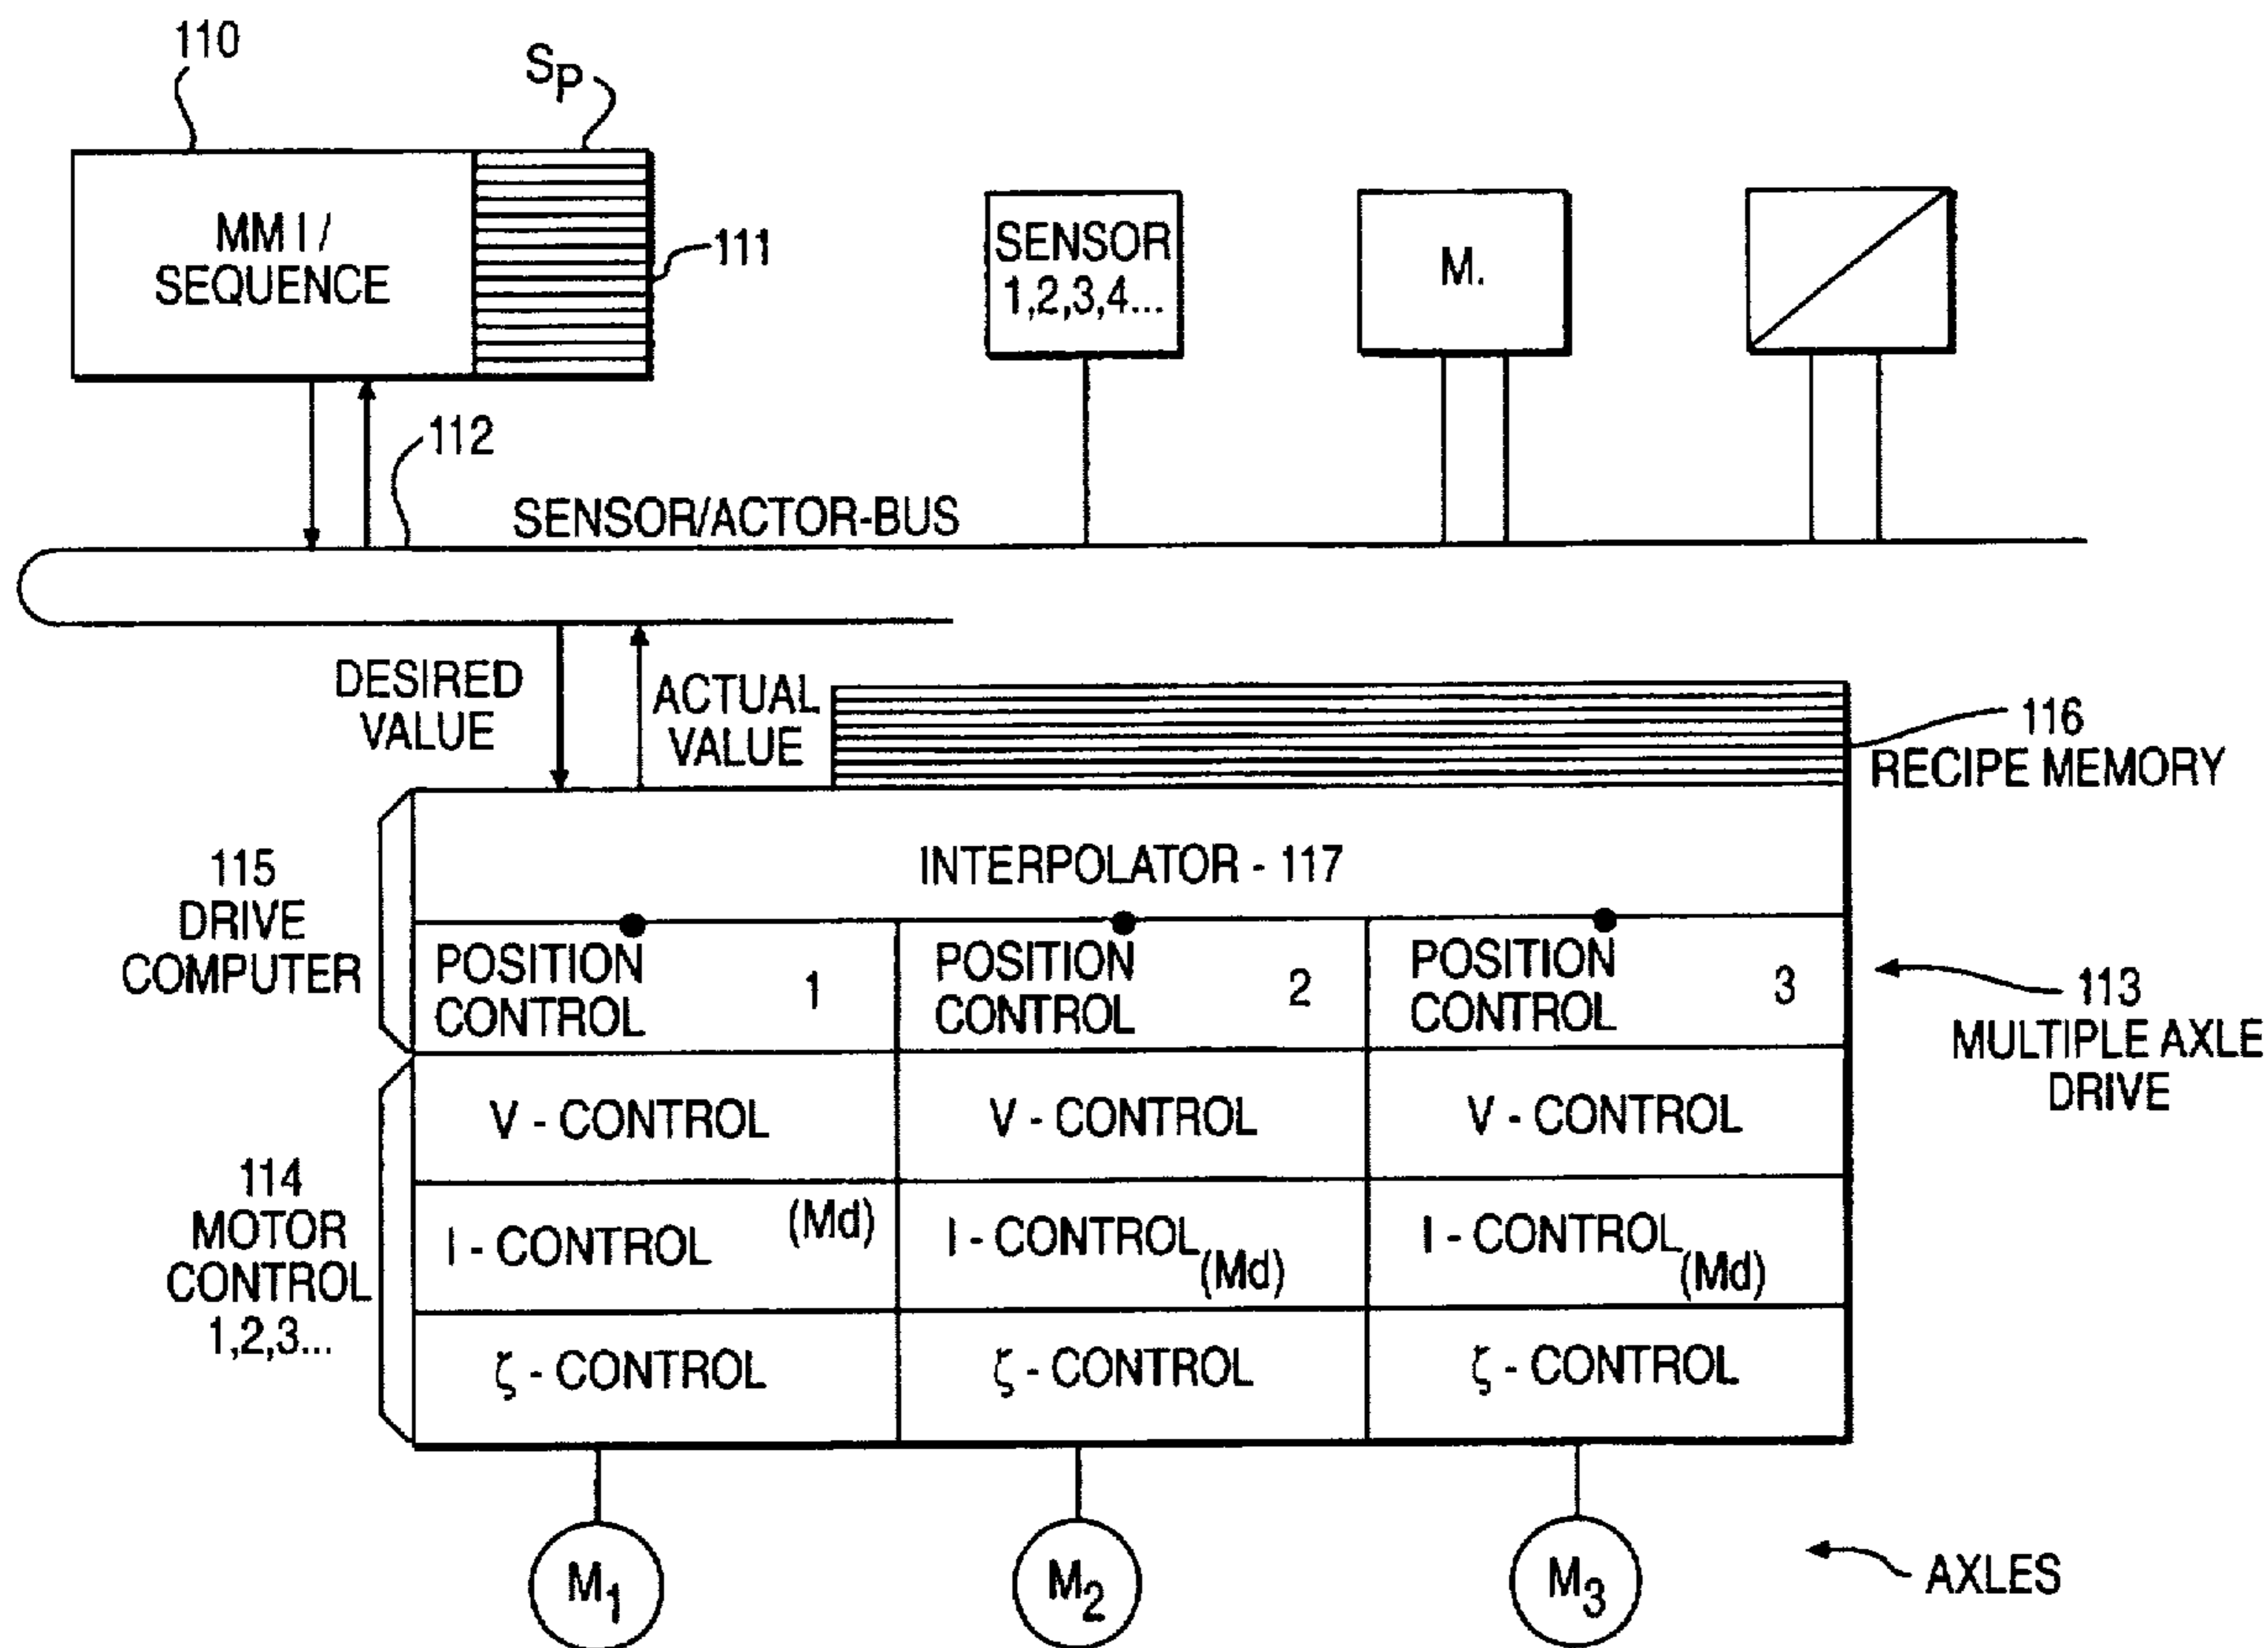 110
SP
MMI/
SEQUENCE
111
SENSOR
1,2,3,4...
M.
112
SENSOR/ACTOR-BUS
DESIRED
VALUE
ACTUAL
VALUE
116
RECIPE MEMORY
INTERPOLATOR - 117
115
DRIVE
COMPUTER
POSITION
CONTROL 1
POSITION
CONTROL 2
POSITION
CONTROL 3
113
MULTIPLE AXLE
DRIVE
V - CONTROL
V - CONTROL
V - CONTROL
114
MOTOR
CONTROL
1,2,3...
I - CONTROL (Md)
I - CONTROL (Md)
I - CONTROL (Md)
ζ - CONTROL
ζ - CONTROL
ζ - CONTROL
M1
M2
M3
AXLES